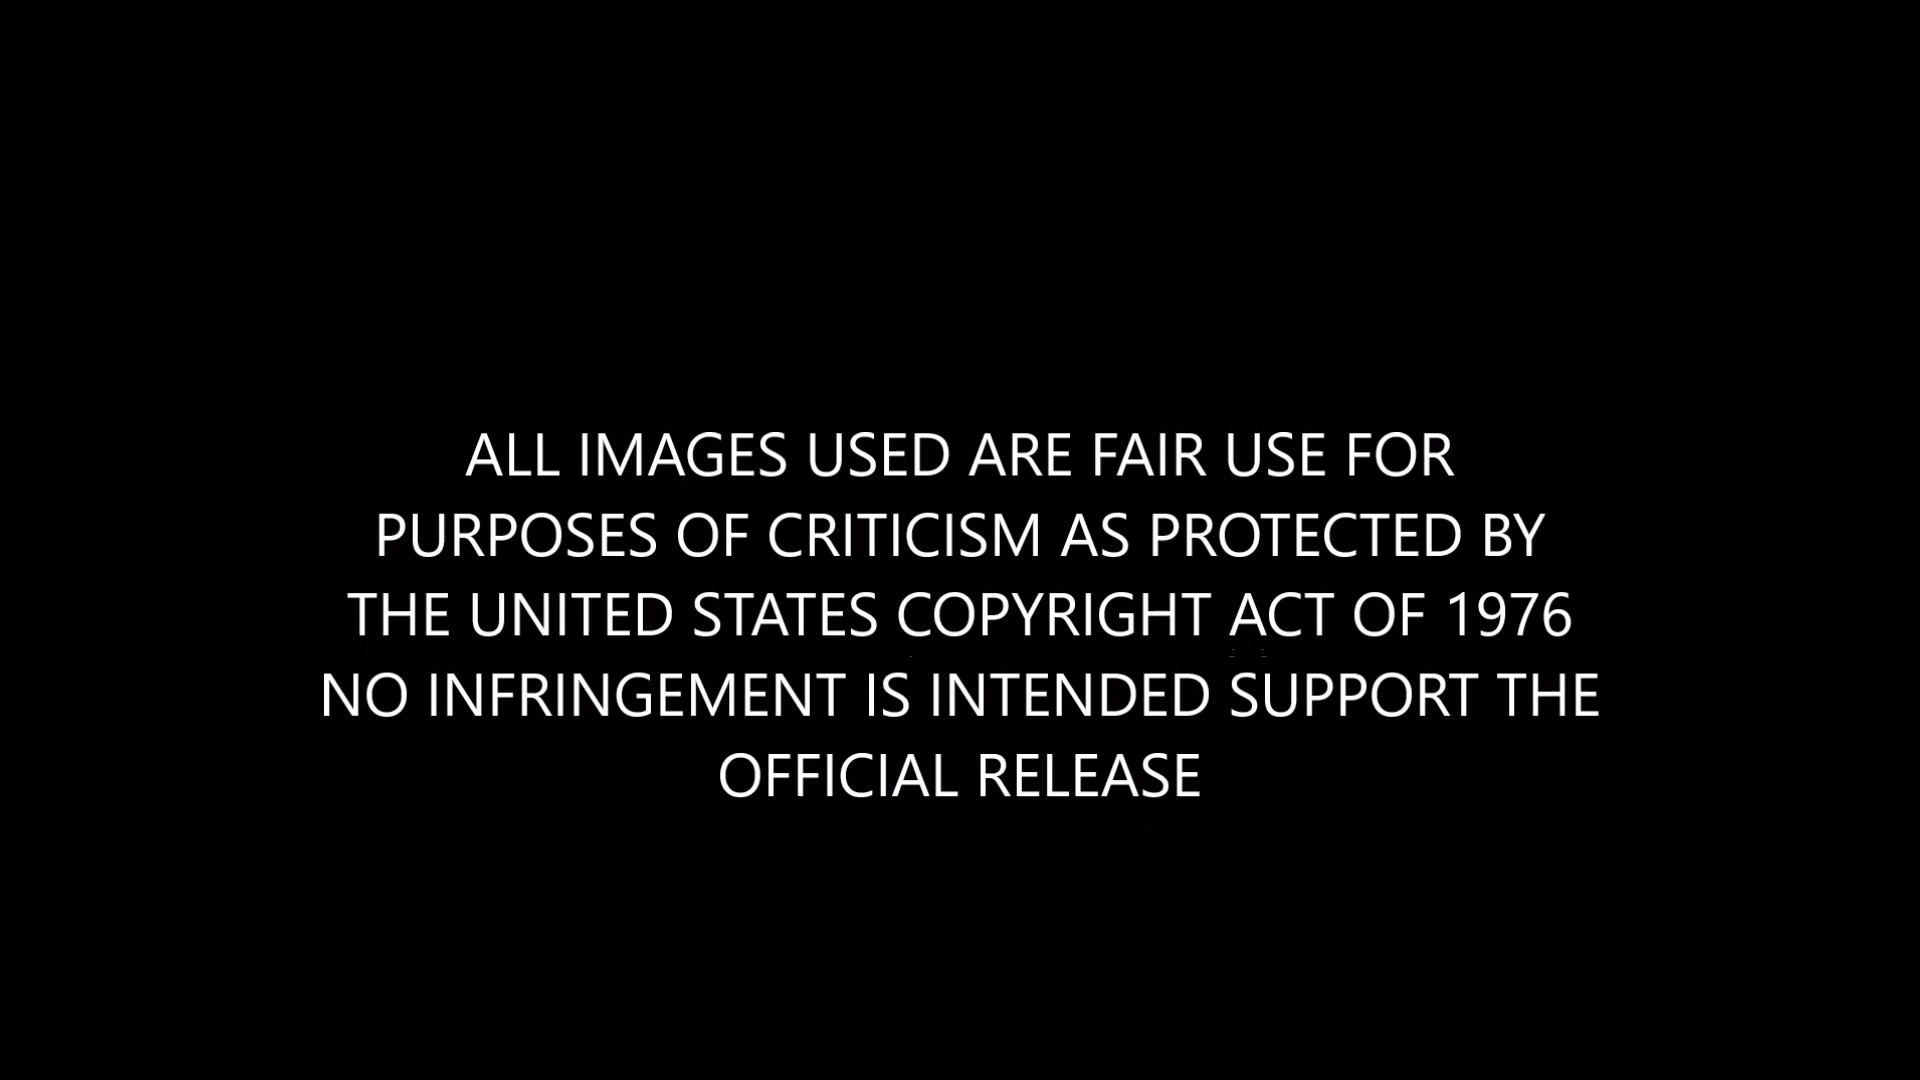 ALL IMAGES USED ARE FAIR USE FOR
PURPOSES OF CRITICISM AS PROTECTED BY
THE UNITED STATES COPYRIGHT ACT OF 1976
NO INFRINGEMENT IS INTENDED SUPPORT THE
OFFICIAL RELEASE